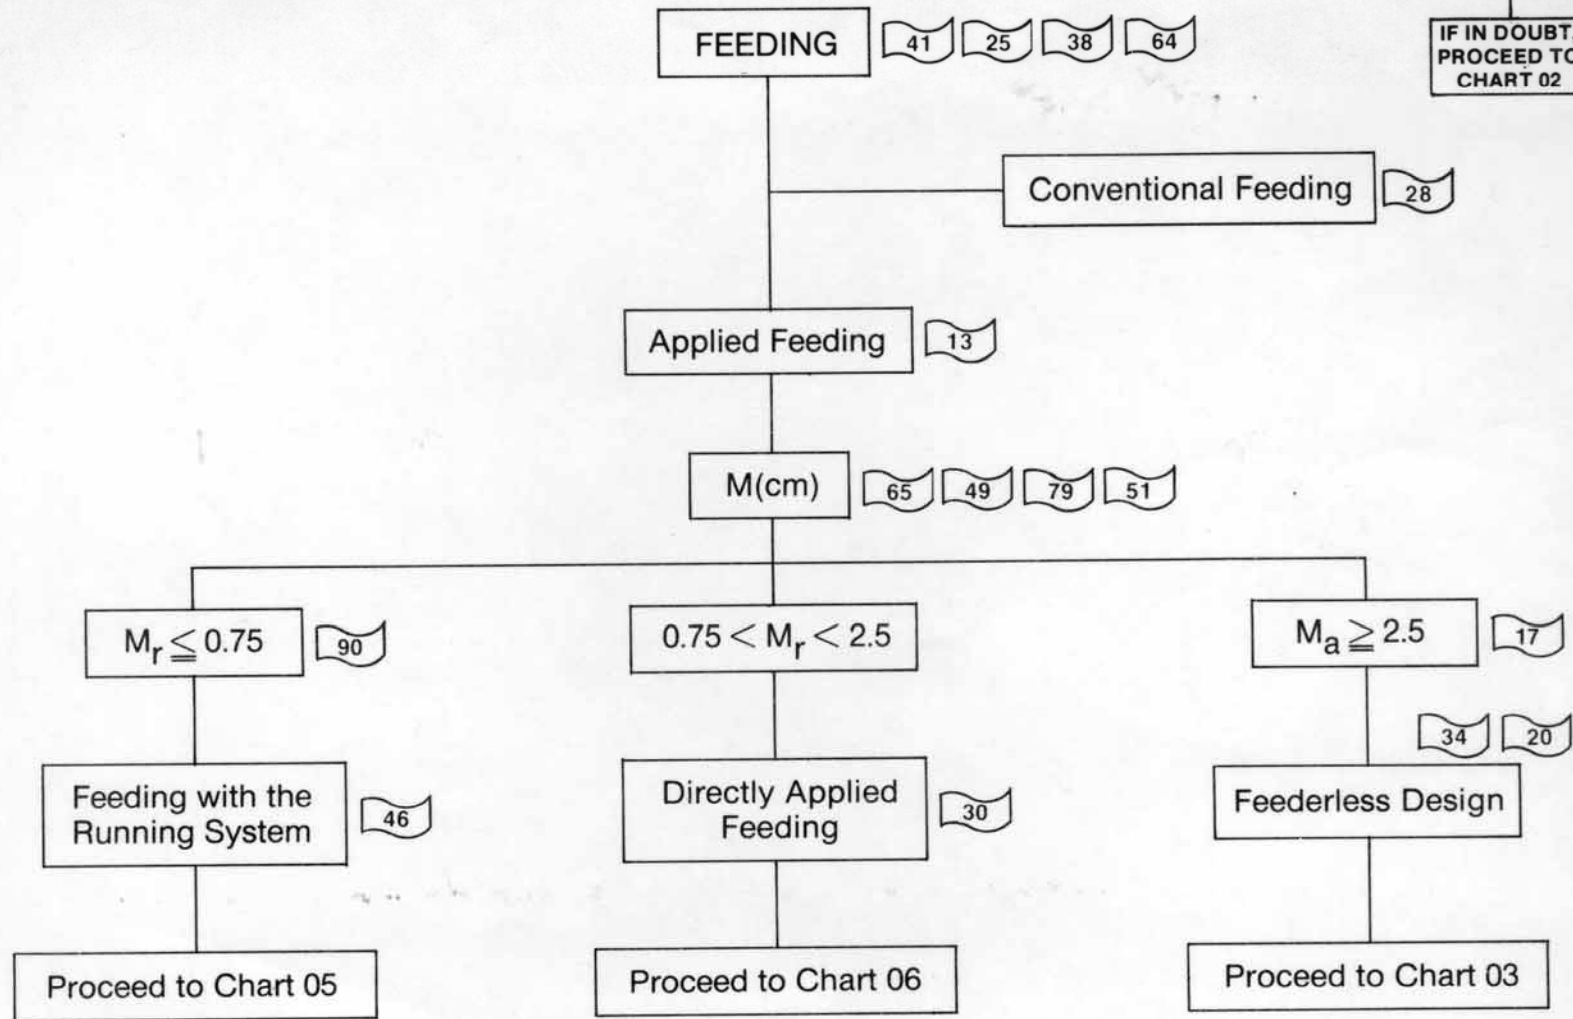 FEEDING
41 25 38 64
IF IN DOUBT,
PROCEED TO
CHART 02
Conventional Feeding
28
Applied Feeding
13
M(cm)
65 49 79 51
Mr ≦ 0.75
90
0.75 < Mr < 2.5
Ma ≧ 2.5
17
34 20
Feeding with the
Running System
46
Directly Applied
Feeding
30
Feederless Design
Proceed to Chart 05
Proceed to Chart 06
Proceed to Chart 03